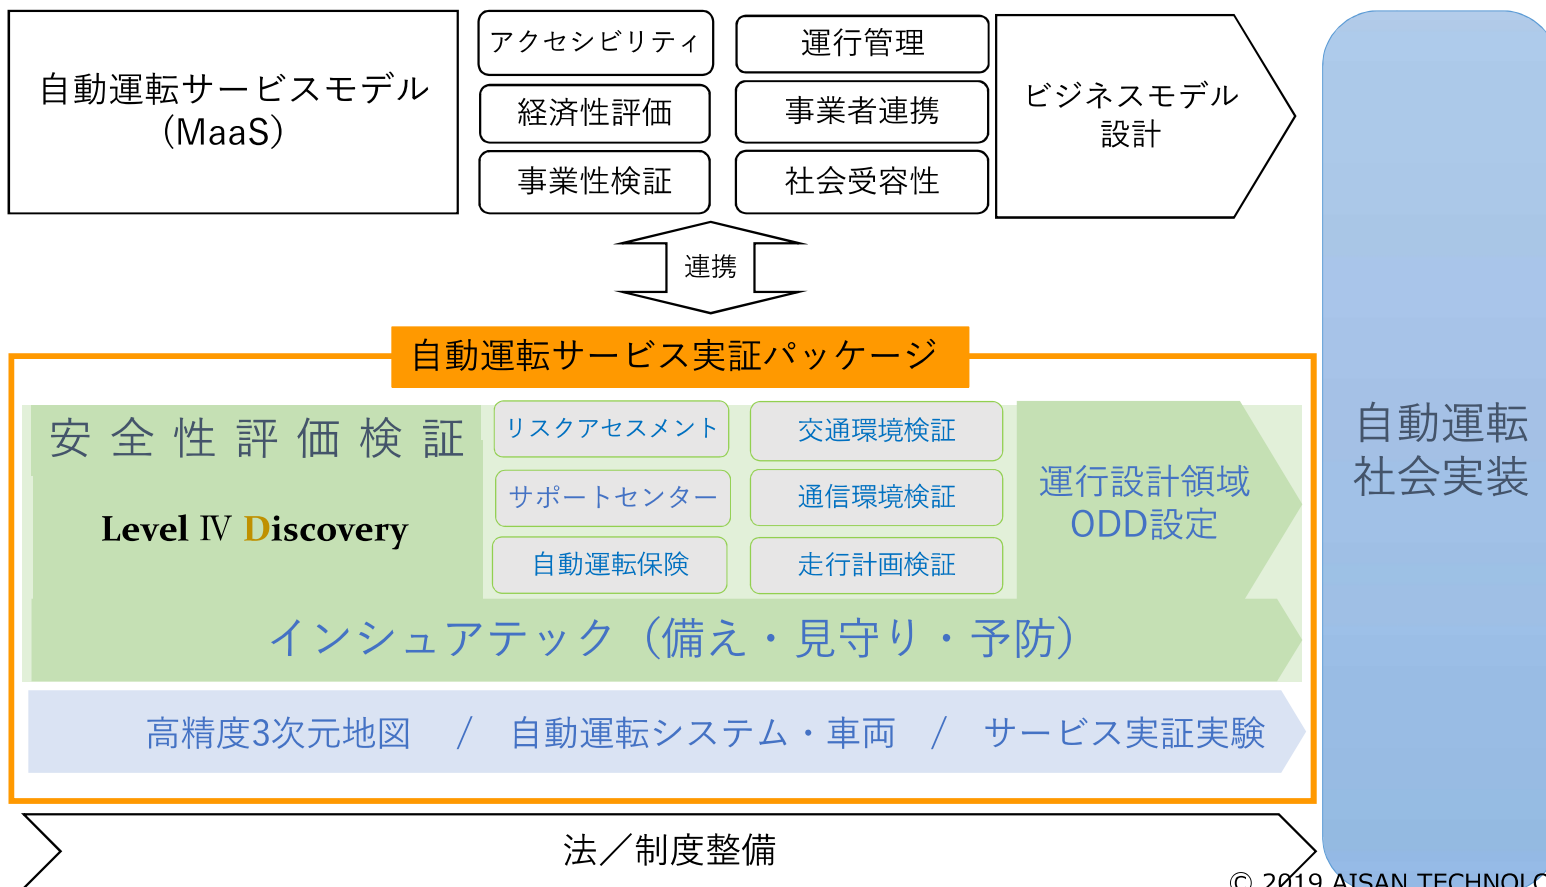 自動運転サービスモデル
（MaaS）
アクセシビリティ
経済性評価
事業性検証
運行管理
事業者連携
社会受容性
ビジネスモデル
設計
連携
自動運転サービス実証パッケージ
安全性評価検証
Level Ⅳ Discovery
リスクアセスメント
サポートセンター
自動運転保険
交通環境検証
通信環境検証
走行計画検証
運行設計領域
ODD設定
インシュアテック（備え・見守り・予防）
高精度3次元地図 / 自動運転システム・車両 / サービス実証実験
法／制度整備
自動運転
社会実装
© 2019 AISAN TECHNOLO